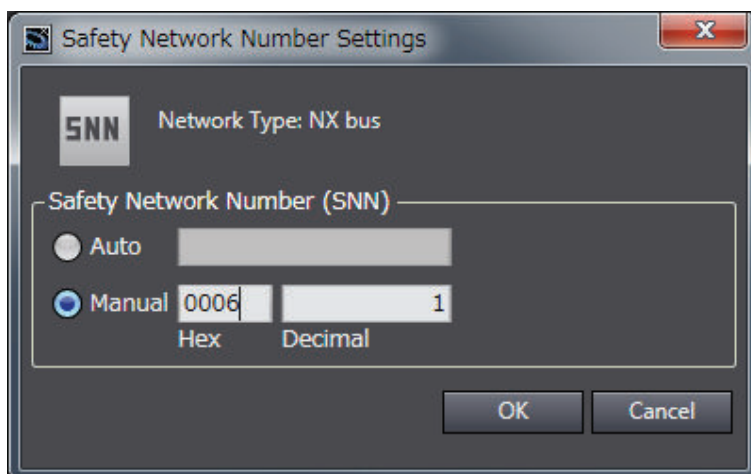 Safety Network Number Settings
SNN Network Type: NX bus
Safety Network Number (SNN)
Auto
Manual 0006 1
Hex Decimal
OK Cancel